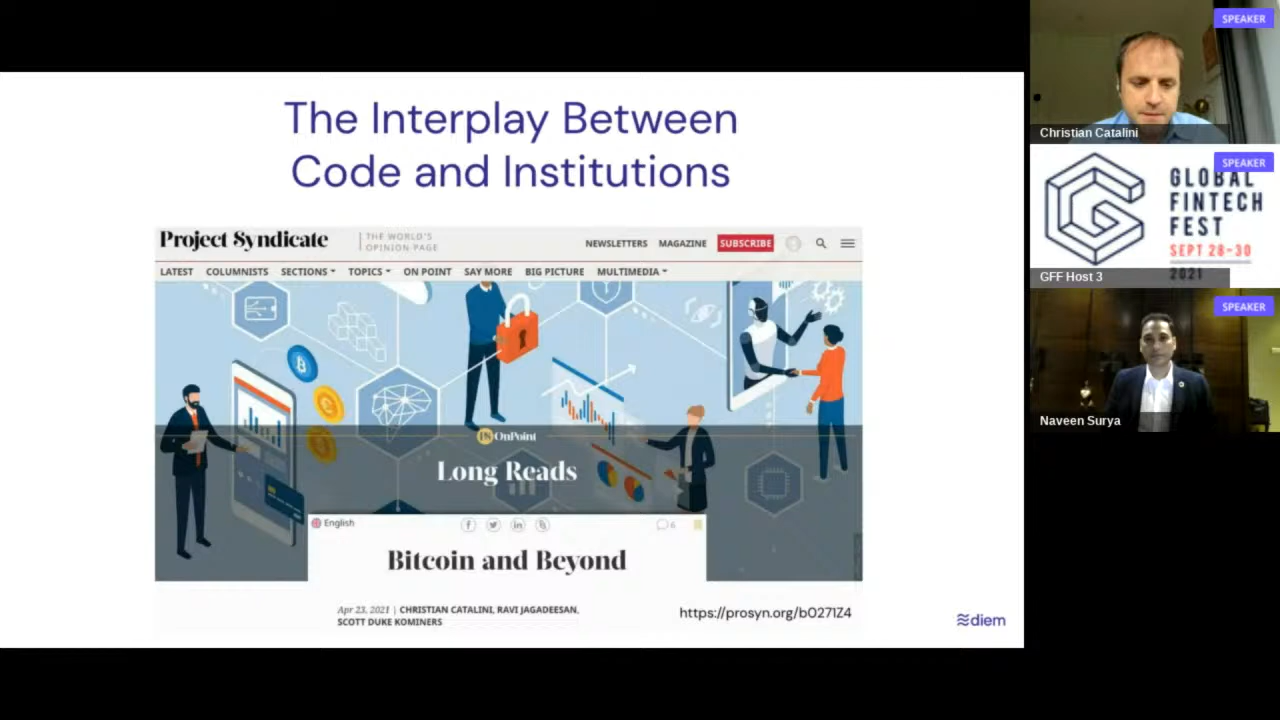 The Interplay Between
Code and Institutions
Project Syndicate
THE WORLD'S
OPINION PAGE
NEWSLETTERS MAGAZINE SUBSCRIBE
LATEST COLUMNISTS SECTIONS TOPICS ON POINT SAY MORE BIG PICTURE MULTIMEDIA
PS OnPoint
Long Reads
English
6
Bitcoin and Beyond
Apr 23, 2021 | CHRISTIAN CATALINI, RAVI JAGADEESAN,
SCOTT DUKE KOMINERS
https://prosyn.org/b0271Z4
diem
SPEAKER
Christian Catalini
SPEAKER
GLOBAL
FINTECH
FEST
SEPT 28-30
2021
GFF Host 3
SPEAKER
Naveen Surya